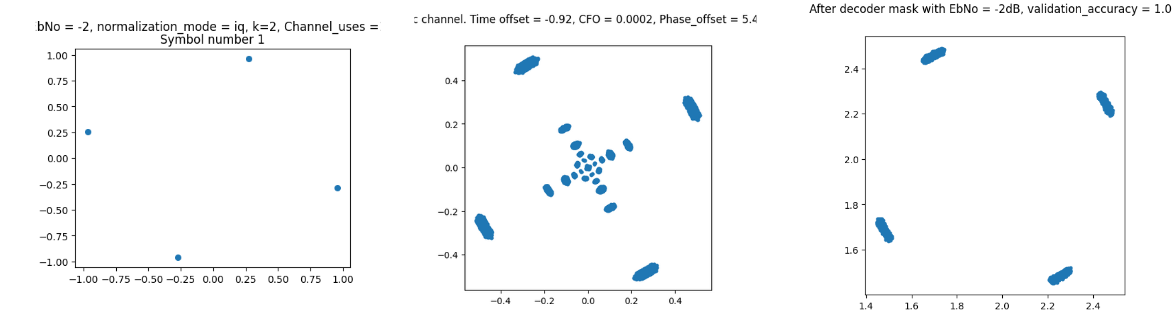 bNo = -2, normalization_mode = iq, k=2, Channel_uses =
Symbol number 1
1.00
0.75
0.50
0.25
0.00
−0.25
−0.50
−0.75
−1.00
−1.00 −0.75 −0.50 −0.25 0.00 0.25 0.50 0.75 1.00
c channel. Time offset = -0.92, CFO = 0.0002, Phase_offset = 5.4
0.4
0.2
0.0
−0.2
−0.4
−0.4 −0.2 0.0 0.2 0.4
After decoder mask with EbNo = -2dB, validation_accuracy = 1.0
2.4
2.2
2.0
1.8
1.6
1.4 1.6 1.8 2.0 2.2 2.4